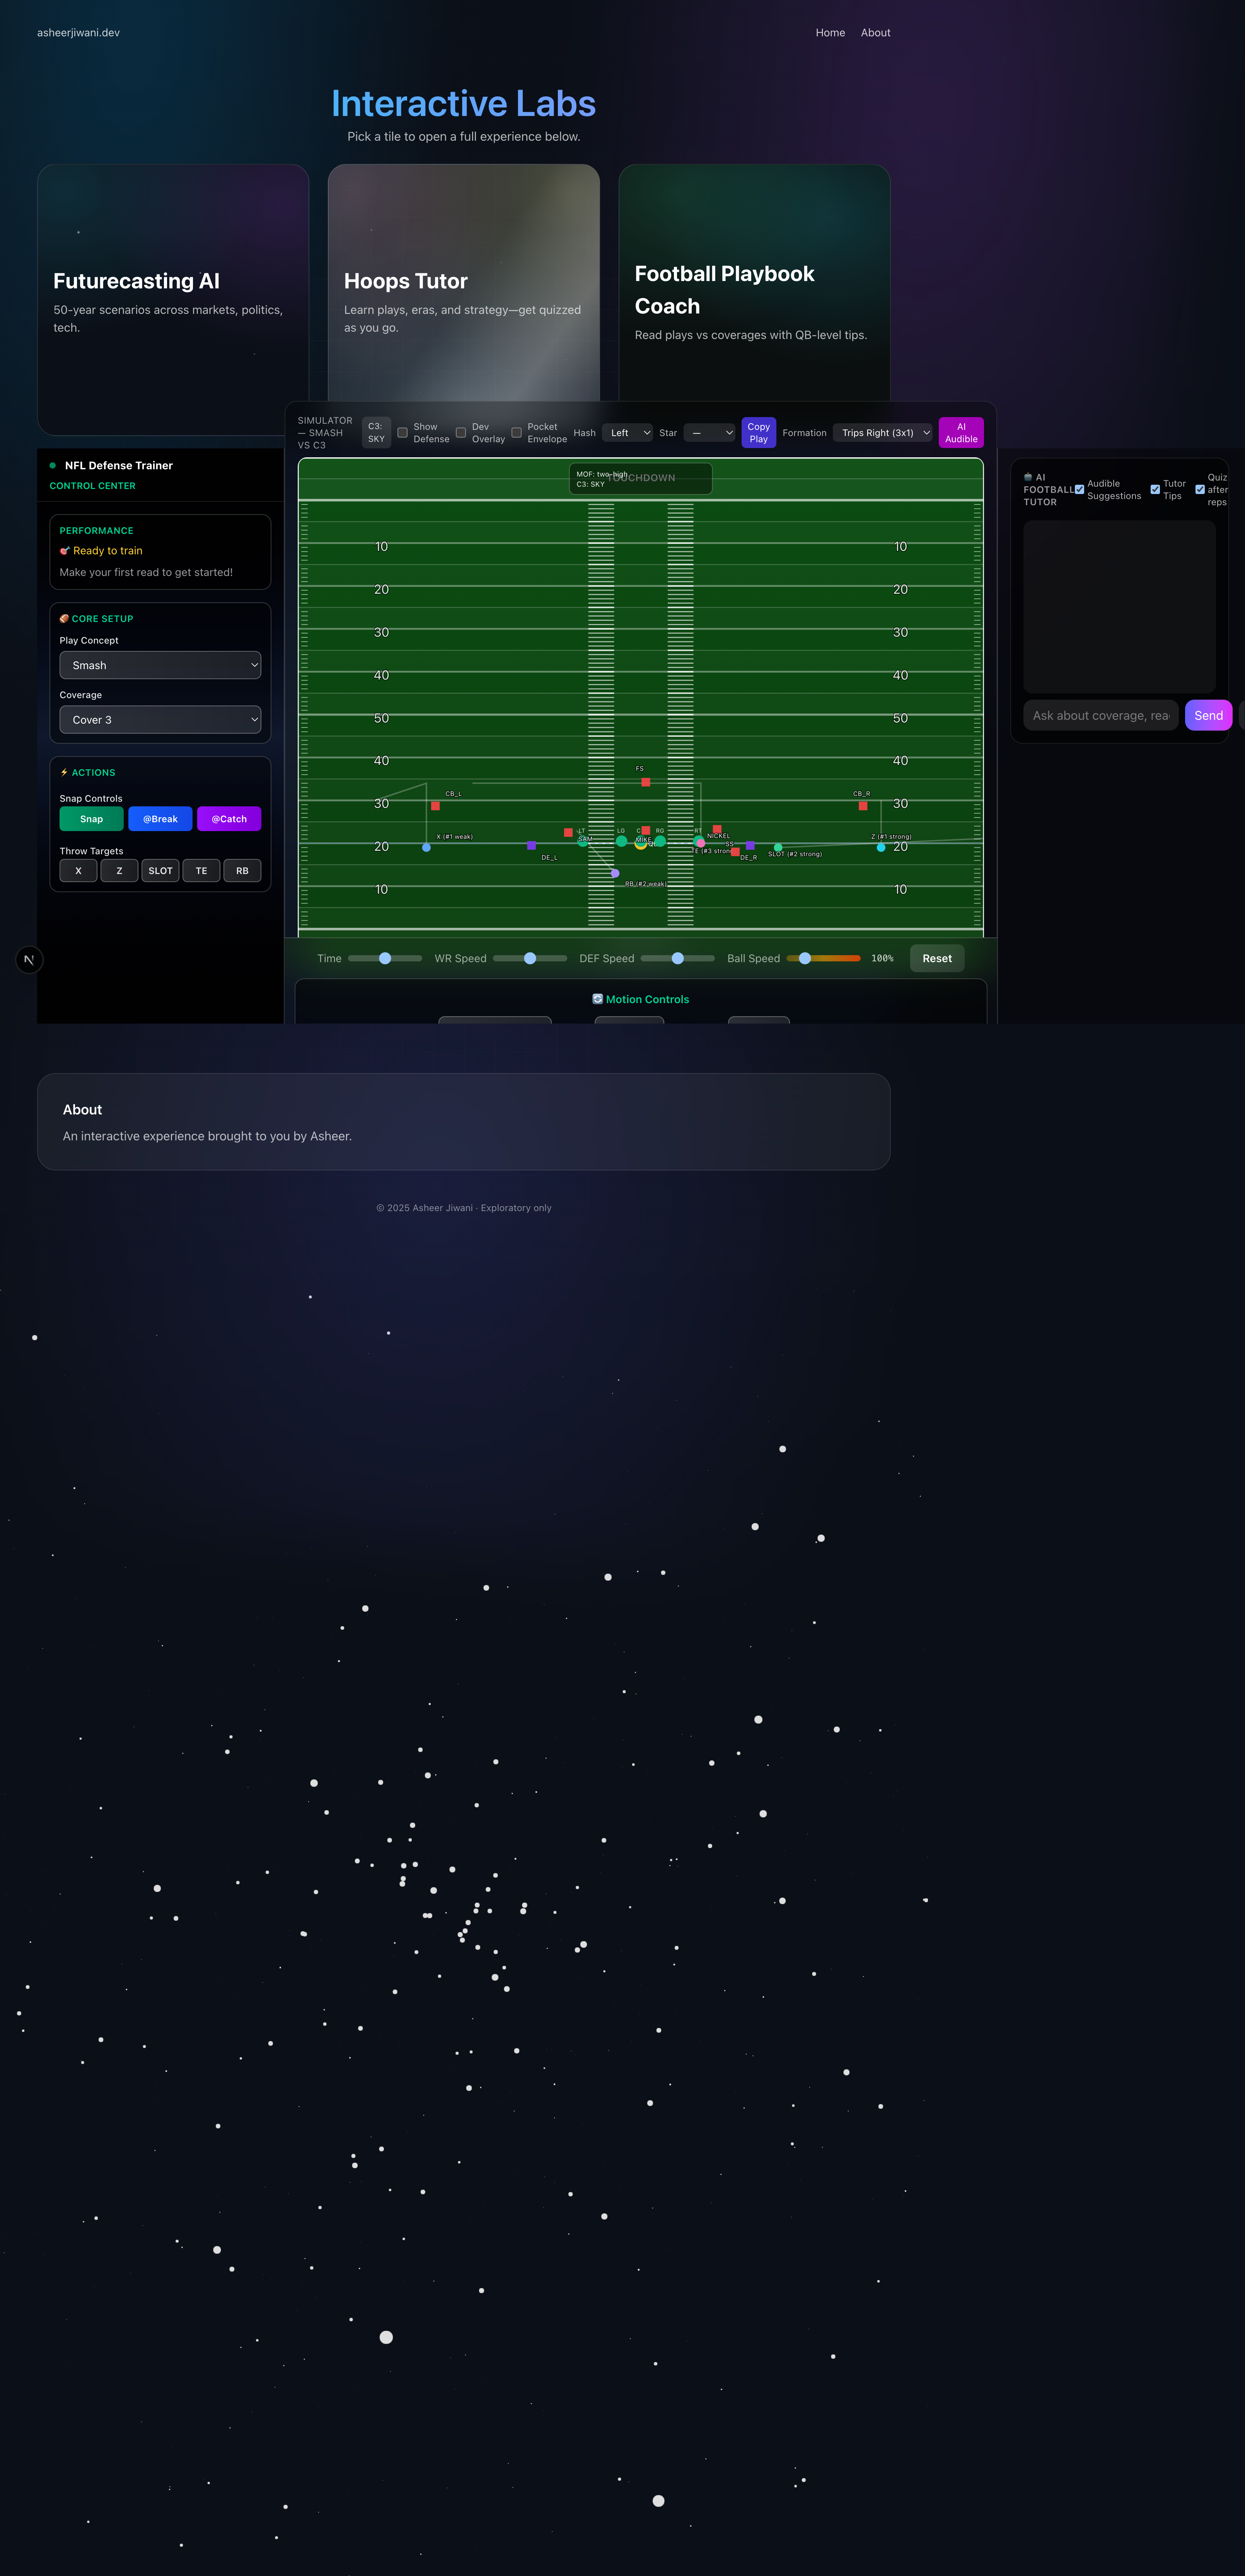 asheerjiwani.dev
Home About
Interactive Labs
Pick a tile to open a full experience below.
Futurecasting AI
50-year scenarios across markets, politics,
tech.
Hoops Tutor
Learn plays, eras, and strategy—get quizzed
as you go.
Football Playbook
Coach
Read plays vs coverages with QB-level tips.
NFL Defense Trainer
CONTROL CENTER
PERFORMANCE
Ready to train
Make your first read to get started!
CORE SETUP
Play Concept
Smash
Coverage
Cover 3
ACTIONS
Snap Controls
Snap @Break @Catch
Throw Targets
X Z SLOT TE RB
SIMULATOR
— SMASH
VS C3
C3:
SKY
Show
Defense
Dev
Overlay
Pocket
Envelope
Hash
Left
Star
—
Copy
Play
Formation
Trips Right (3x1)
AI
Audible
MOF: two-high
C3: SKY
TOUCHDOWN
10 10
20 20
30 30
40 40
50 50
40 40
FS
CB_L CB_R
30 30
LT LG C RG RT
X (#1 weak) SAM MIKE NICKEL Z (#1 strong)
20 SS 20
TE (#3 strong)
SLOT (#2 strong)
DE_L DE_R
RB (#2 weak)
10 10
Time WR Speed DEF Speed Ball Speed 100% Reset
Motion Controls
AI
FOOTBALL
TUTOR
Audible
Suggestions
Tutor
Tips
Quiz
after
reps
Ask about coverage, rea
Send
About
An interactive experience brought to you by Asheer.
© 2025 Asheer Jiwani · Exploratory only